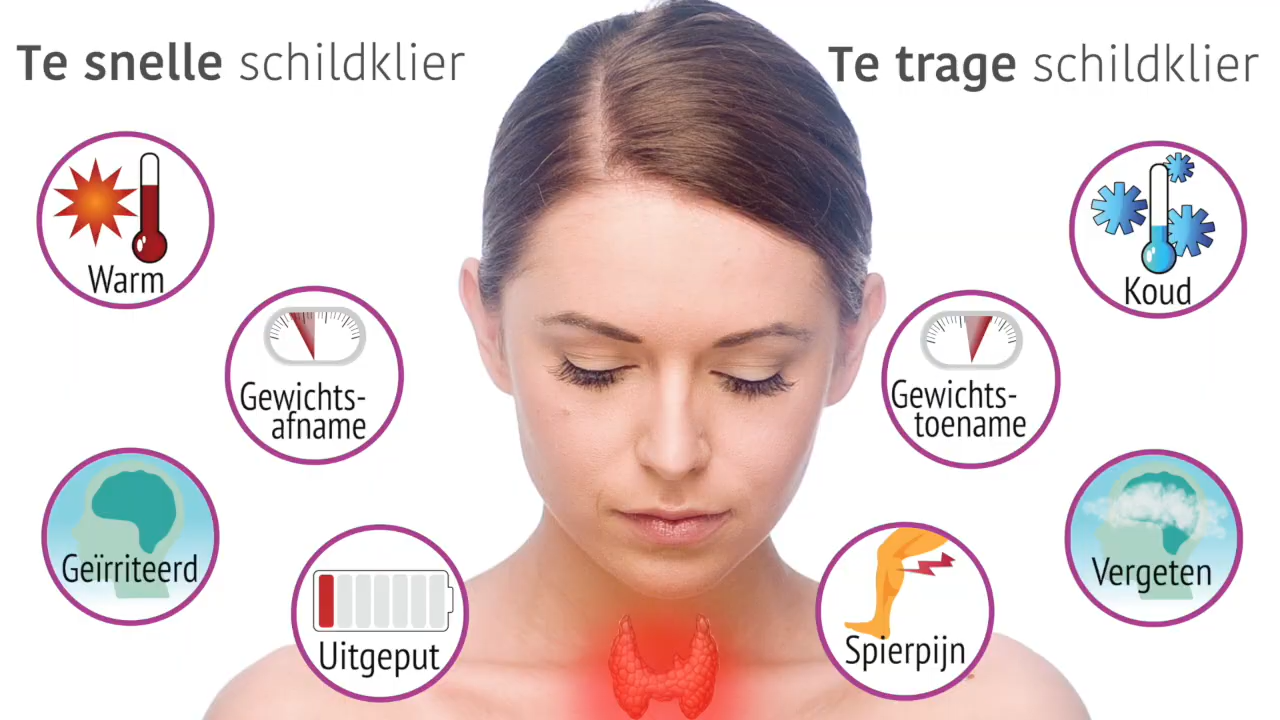 Te snelle schildklier
Warm
Gewichts-
afname
Geïrriteerd
Uitgeput
Te trage schildklier
Koud
Gewichts-
toename
Vergeten
Spierpijn